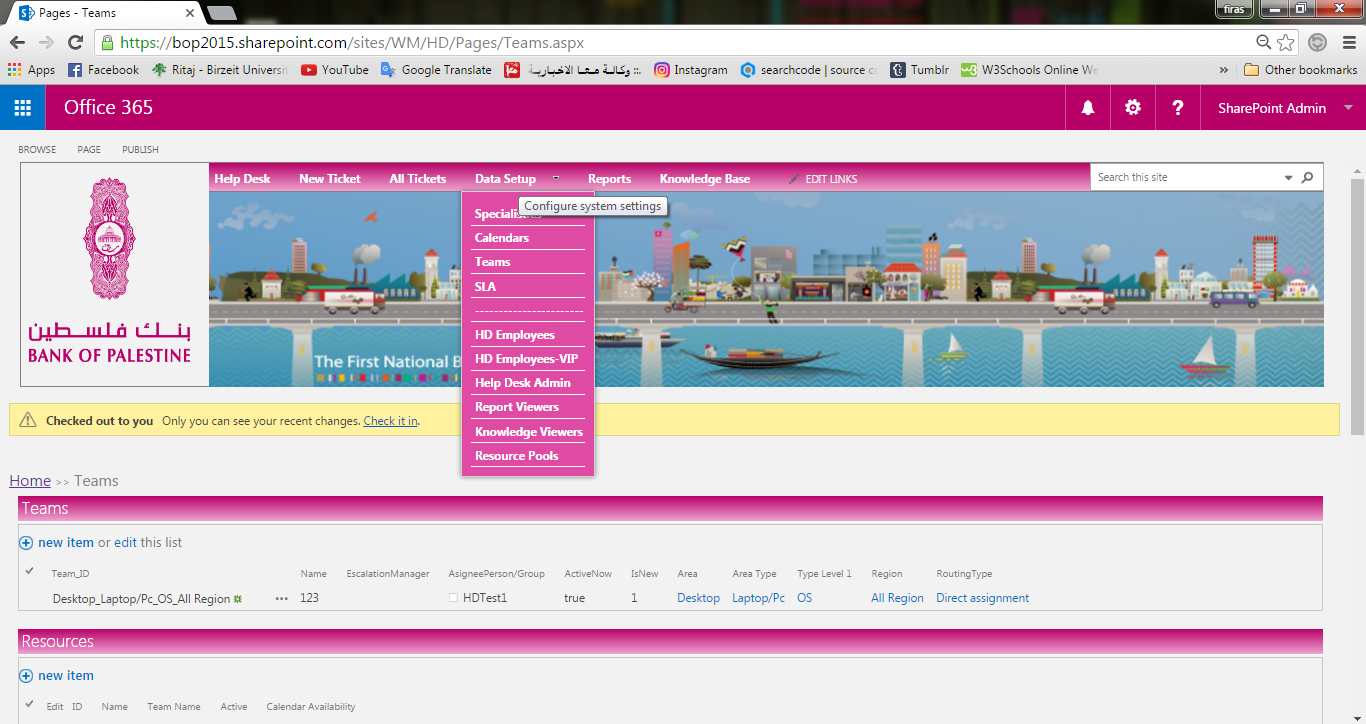 Pages - Teams
firas
https://bop2015.sharepoint.com/sites/WM/HD/Pages/Teams.aspx
Apps Facebook Ritaj - Birzeit Universit YouTube Google Translate وكالة معا الاخبارية .:: Instagram searchcode | source co Tumblr W3Schools Online We » Other bookmarks
Office 365 ? SharePoint Admin
BROWSE PAGE PUBLISH
Help Desk New Ticket All Tickets Data Setup Reports Knowledge Base EDIT LINKS Search this site
Configure system settings
Calendars
Teams
SLA
-----------------------
HD Employees
HD Employees-VIP
Help Desk Admin
Report Viewers
Knowledge Viewers
Resource Pools
بنك فلسطين
BANK OF PALESTINE
The First National B
Checked out to you Only you can see your recent changes. Check it in.
Home >> Teams
Teams
new item or edit this list
Team_ID Name EscalationManager AsigneePerson/Group ActiveNow IsNew Area Area Type Type Level 1 Region RoutingType
Desktop_Laptop/Pc_OS_All Region ... 123 HDTest1 true 1 Desktop Laptop/Pc OS All Region Direct assignment
Resources
new item
Edit ID Name Team Name Active Calendar Availability